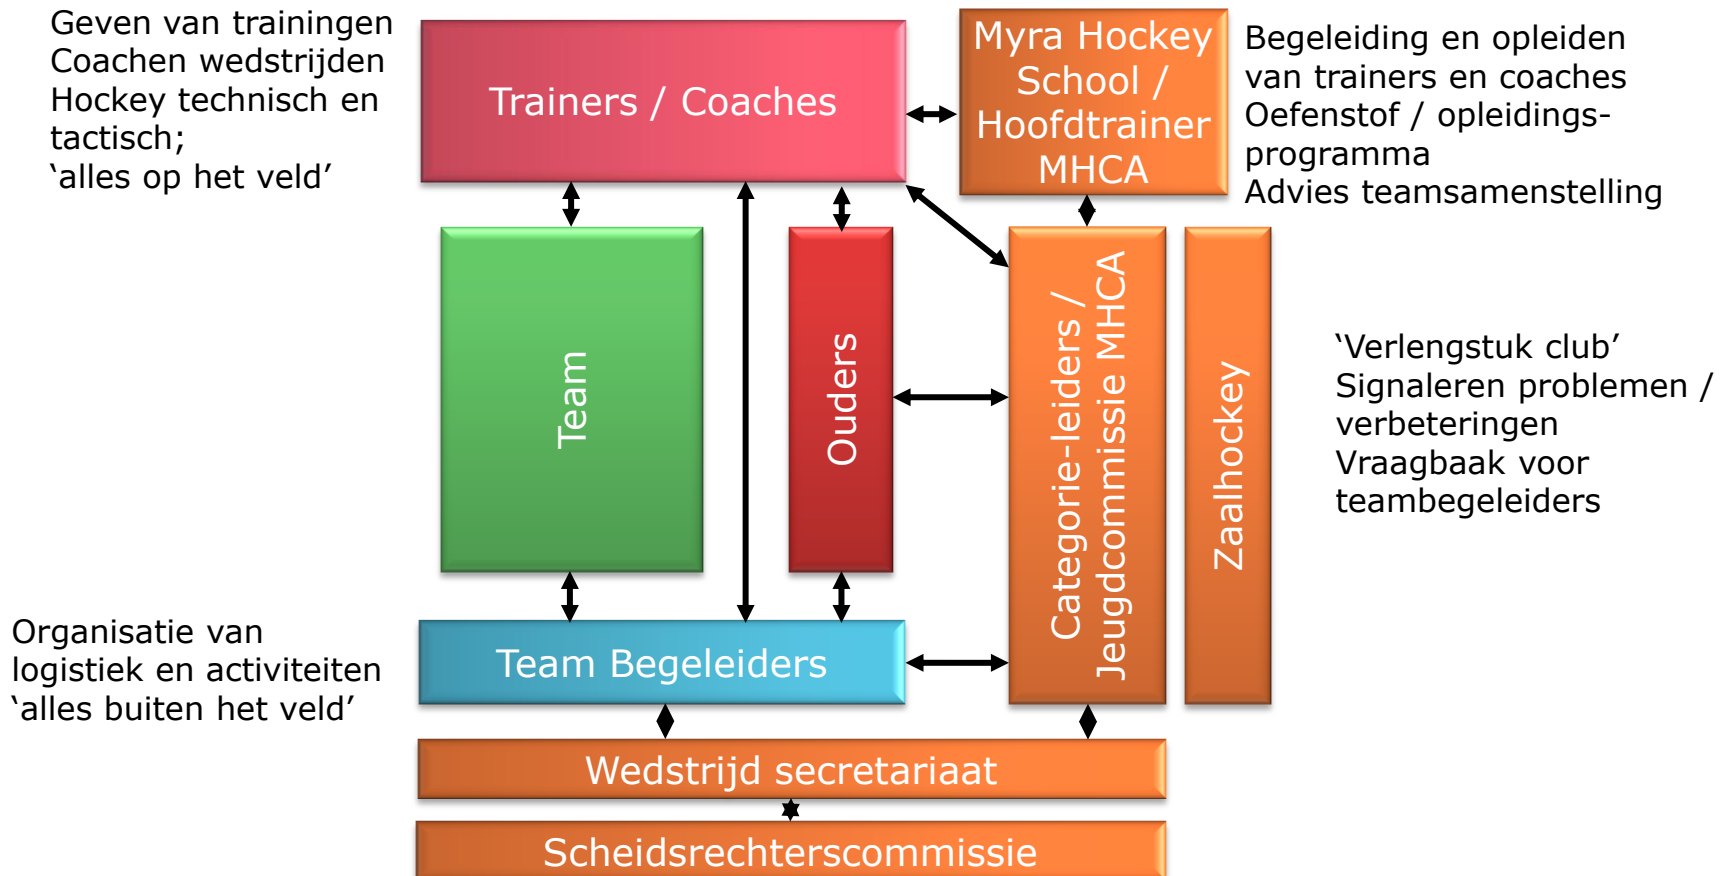 Geven van trainingen
Coachen wedstrijden
Hockey technisch en
tactisch;
‘alles op het veld’
Trainers / Coaches
Myra Hockey
School /
Hoofdtrainer
MHCA
Begeleiding en opleiden
van trainers en coaches
Oefenstof / opleidings-
programma
Advies teamsamenstelling
Team
Ouders
Categorie-leiders /
Jeugdcommissie MHCA
Zaalhockey
‘Verlengstuk club’
Signaleren problemen /
verbeteringen
Vraagbaak voor
teambegeleiders
Organisatie van
logistiek en activiteiten
‘alles buiten het veld’
Team Begeleiders
Wedstrijd secretariaat
Scheidsrechterscommissie